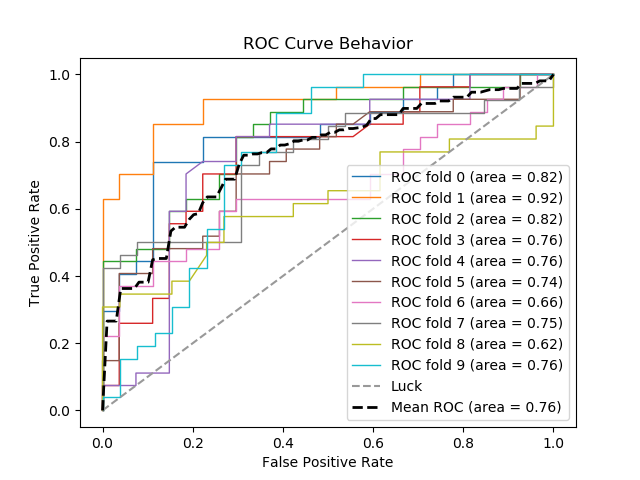 ROC Curve Behavior
True Positive Rate
1.0
0.8
0.6
0.4
0.2
0.0
ROC fold 0 (area = 0.82)
ROC fold 1 (area = 0.92)
ROC fold 2 (area = 0.82)
ROC fold 3 (area = 0.76)
ROC fold 4 (area = 0.76)
ROC fold 5 (area = 0.74)
ROC fold 6 (area = 0.66)
ROC fold 7 (area = 0.75)
ROC fold 8 (area = 0.62)
ROC fold 9 (area = 0.76)
Luck
Mean ROC (area = 0.76)
0.0 0.2 0.4 0.6 0.8 1.0
False Positive Rate